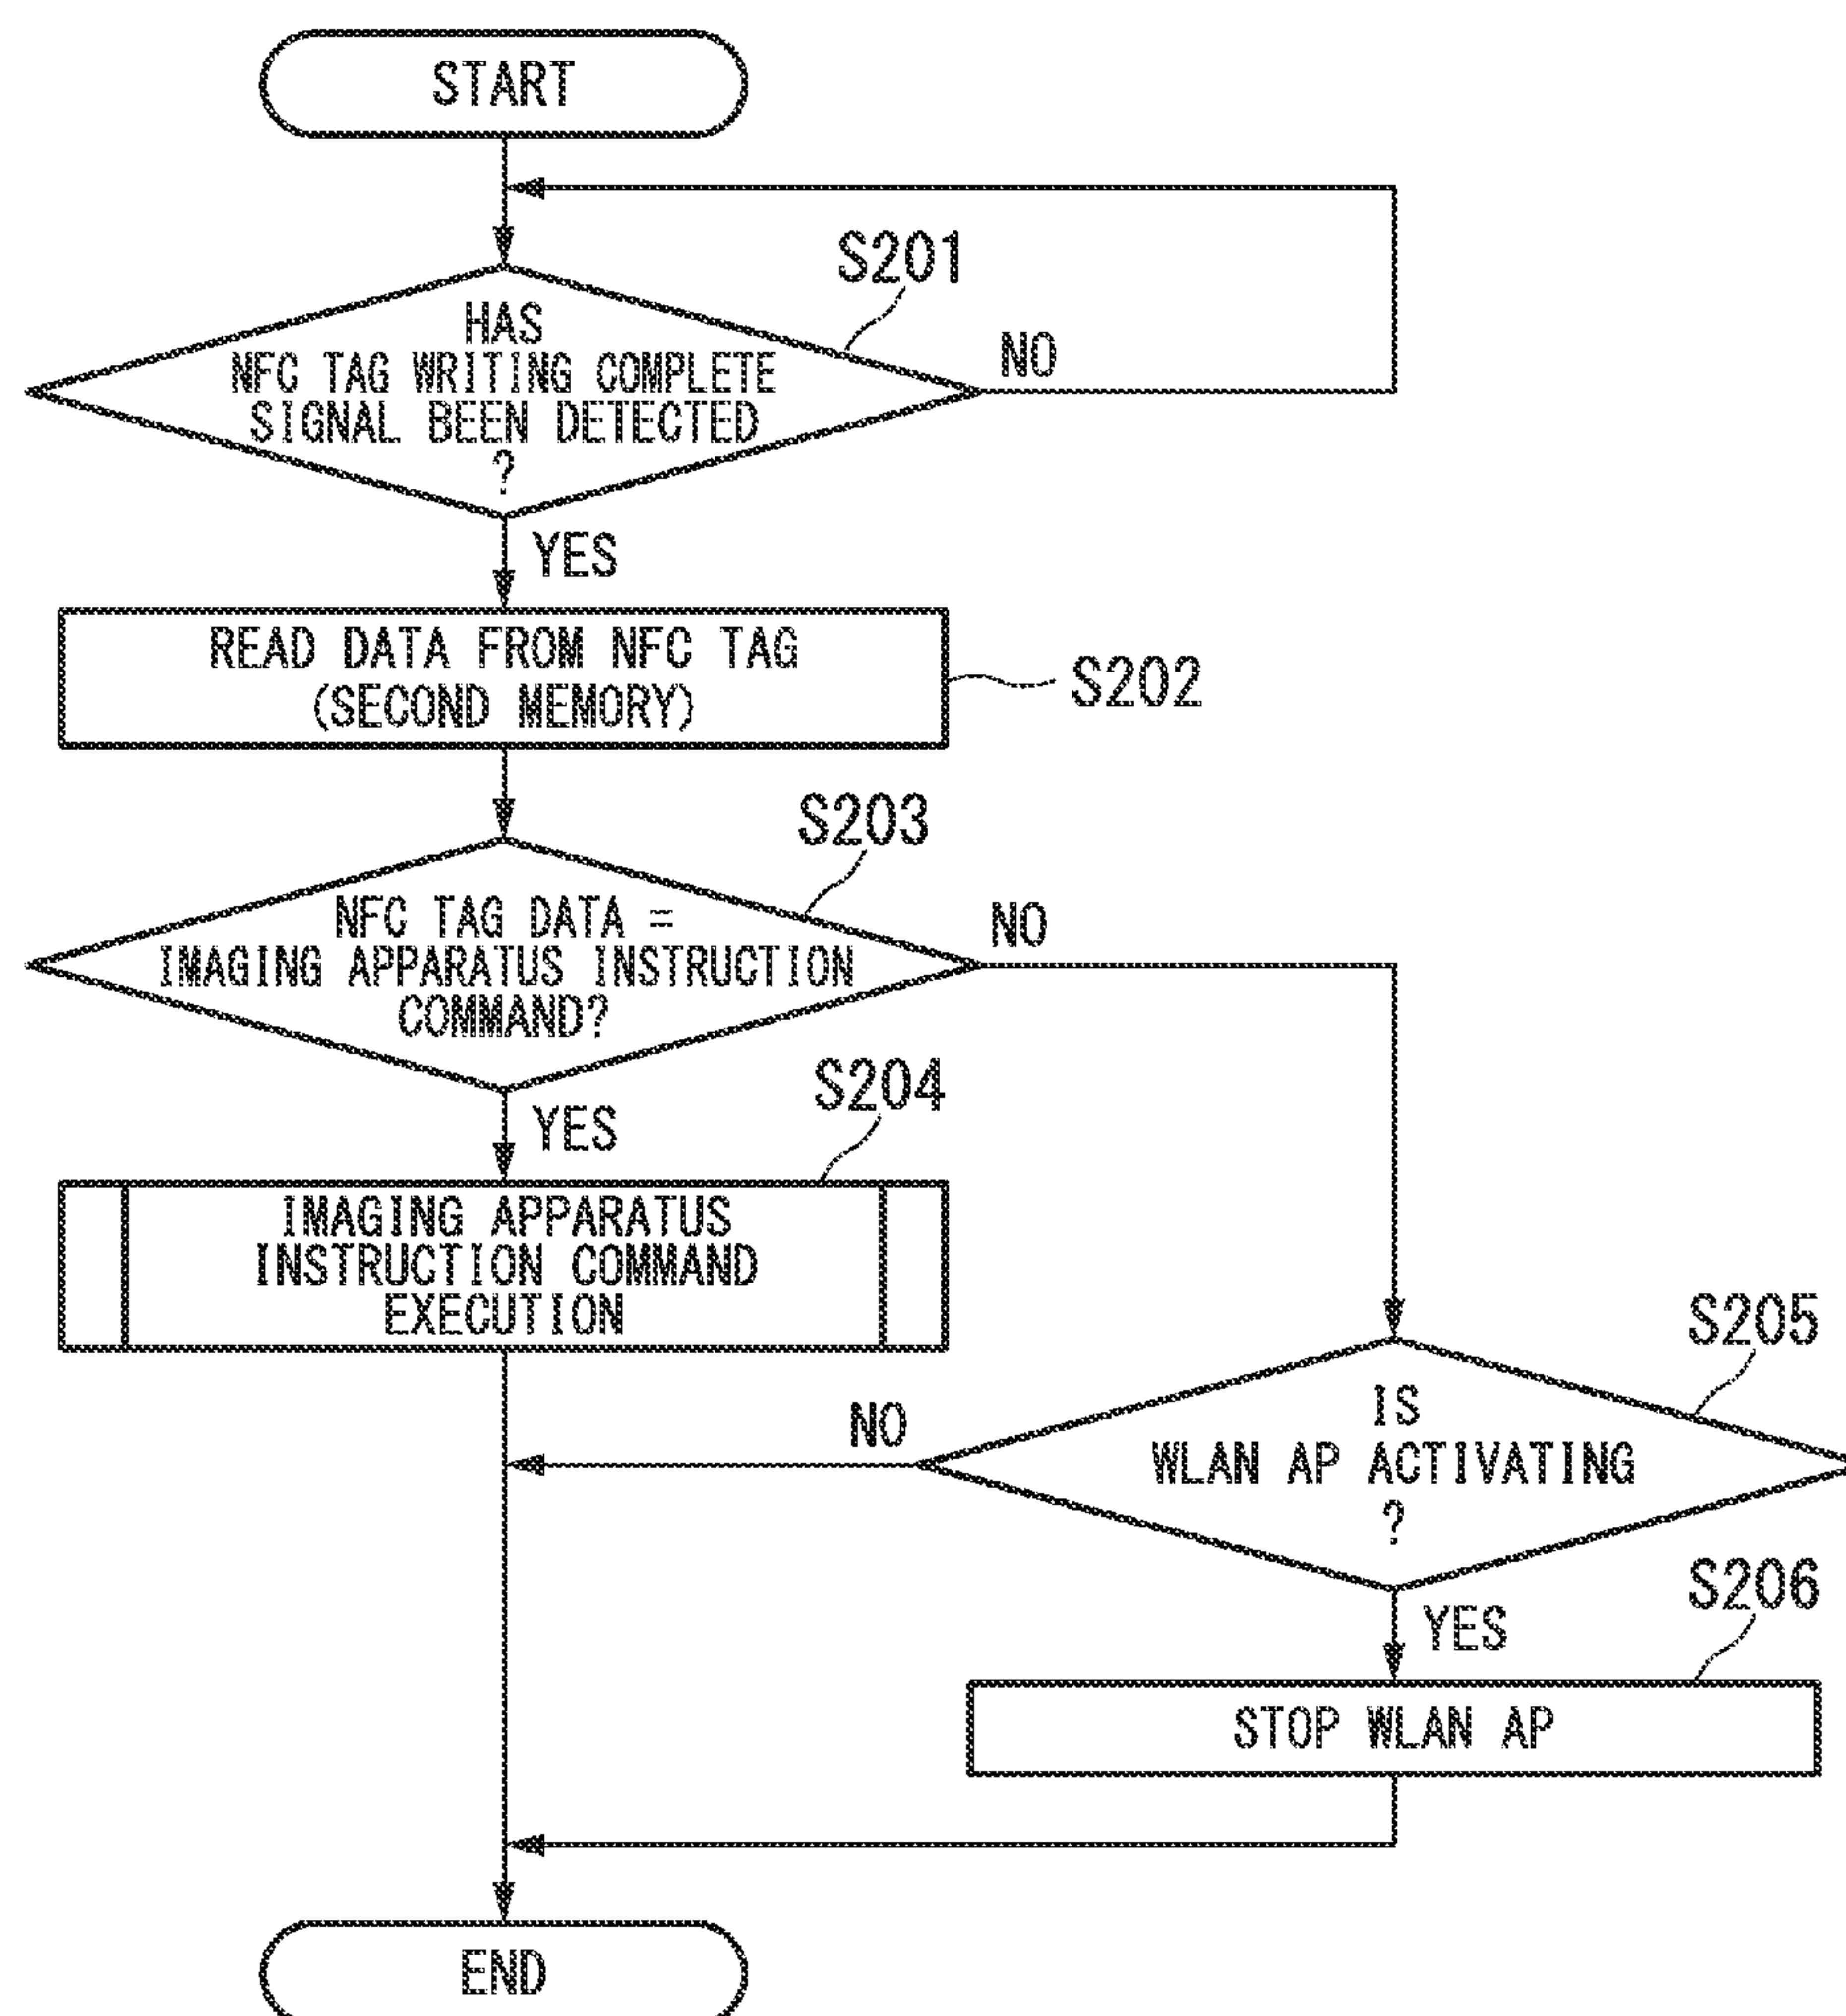 START
S201
HAS
NFC TAG WRITING COMPLETE
SIGNAL BEEN DETECTED
?
NO
YES
READ DATA FROM NFC TAG
(SECOND MEMORY)
S202
S203
NFC TAG DATA =
IMAGING APPARATUS INSTRUCTION
COMMAND?
NO
YES
S204
IMAGING APPARATUS
INSTRUCTION COMMAND
EXECUTION
S205
IS
WLAN AP ACTIVATING
?
NO
YES
S206
STOP WLAN AP
END